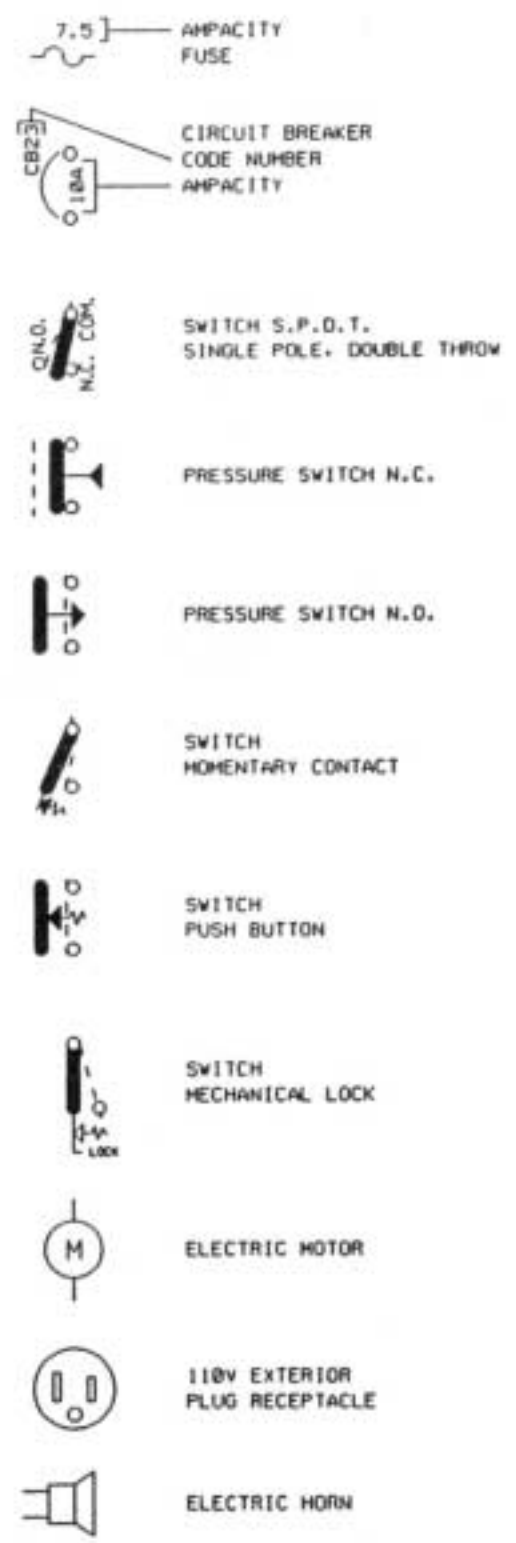 7.5 AMPACITY
FUSE
CB23
10A
CIRCUIT BREAKER
CODE NUMBER
AMPACITY
N.O.
COM.
N.C.
SWITCH S.P.D.T.
SINGLE POLE, DOUBLE THROW
PRESSURE SWITCH N.C.
PRESSURE SWITCH N.O.
SWITCH
MOMENTARY CONTACT
SWITCH
PUSH BUTTON
SWITCH
MECHANICAL LOCK
LOCK
M
ELECTRIC MOTOR
110V EXTERIOR
PLUG RECEPTACLE
ELECTRIC HORN